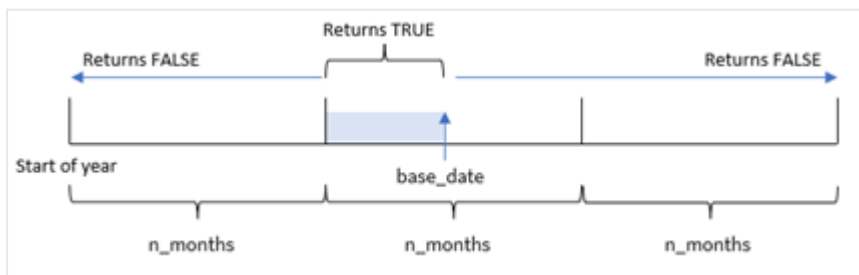 Returns TRUE
Returns FALSE
Returns FALSE
Start of year
base_date
n_months
n_months
n_months